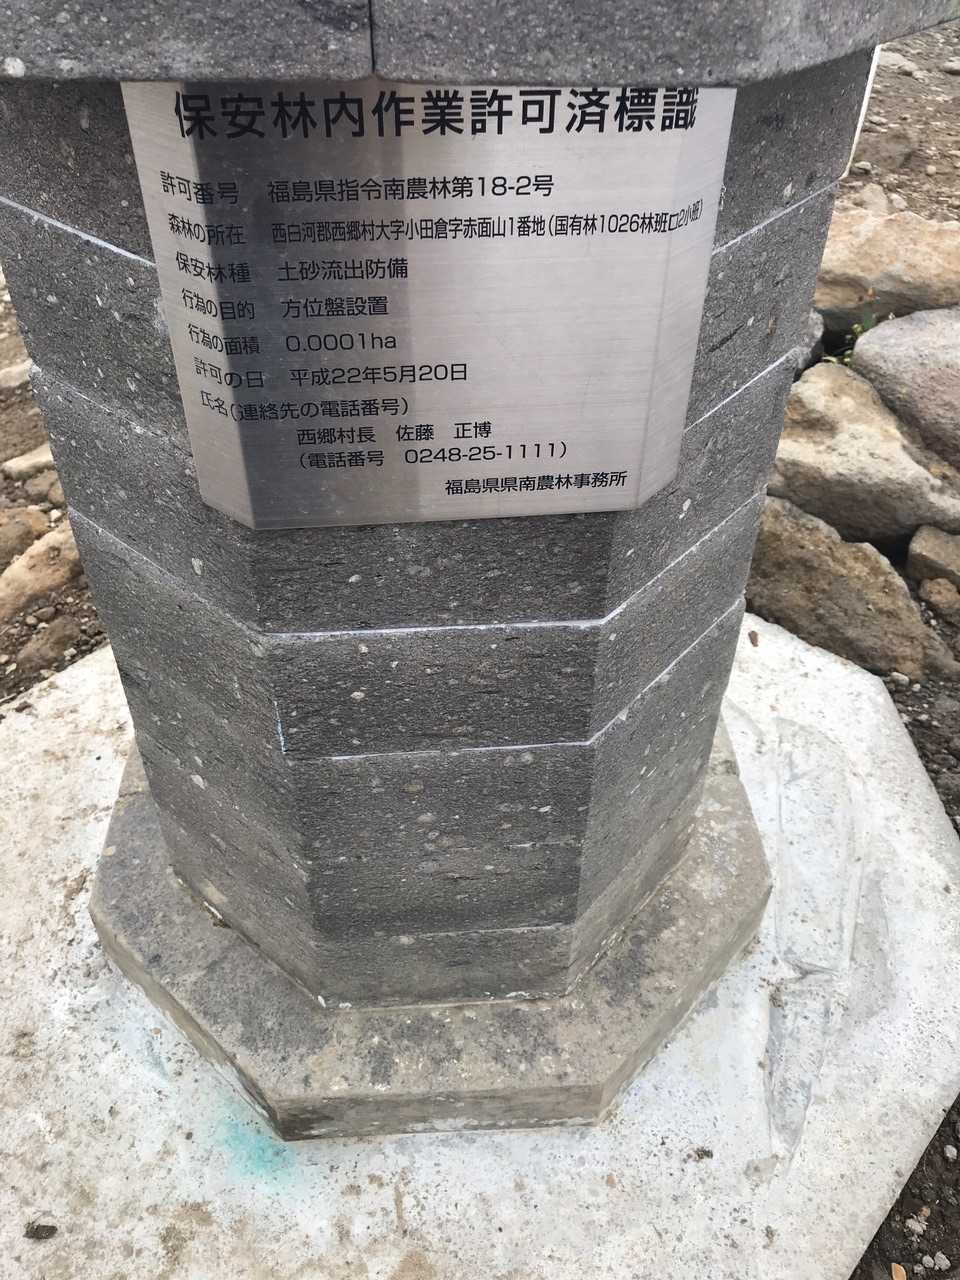 保安林内作業許可済標識
許可番号　福島県指令南農林第18-2号
森林の所在　西白河郡西郷村大字小田倉字赤面山1番地(国有林1026林班ロ2小班)
保安林種　土砂流出防備
行為の目的　方位盤設置
行為の面積　0.0001ha
許可の日　平成22年5月20日
氏名(連絡先の電話番号)
西郷村長　佐藤　正博
(電話番号　0248-25-1111)
福島県県南農林事務所